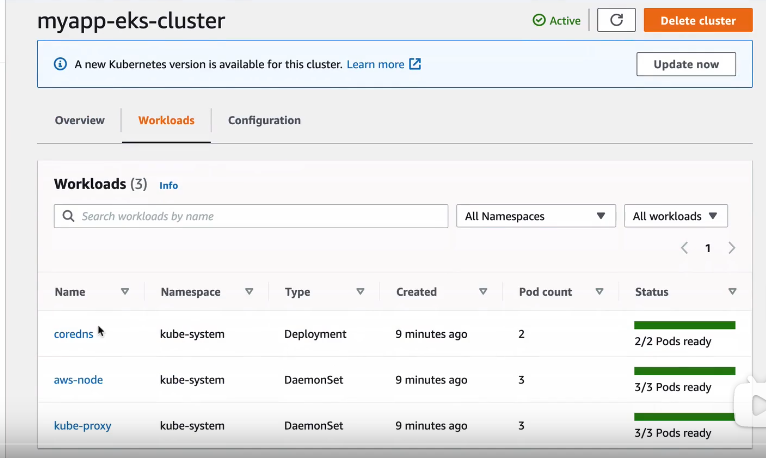 myapp-eks-cluster
Active
Delete cluster
A new Kubernetes version is available for this cluster. Learn more
Update now
Overview
Workloads
Configuration
Workloads (3) Info
Search workloads by name
All Namespaces
All workloads
1
Name Namespace Type Created Pod count Status
coredns kube-system Deployment 9 minutes ago 2 2/2 Pods ready
aws-node kube-system DaemonSet 9 minutes ago 3 3/3 Pods ready
kube-proxy kube-system DaemonSet 9 minutes ago 3 3/3 Pods ready